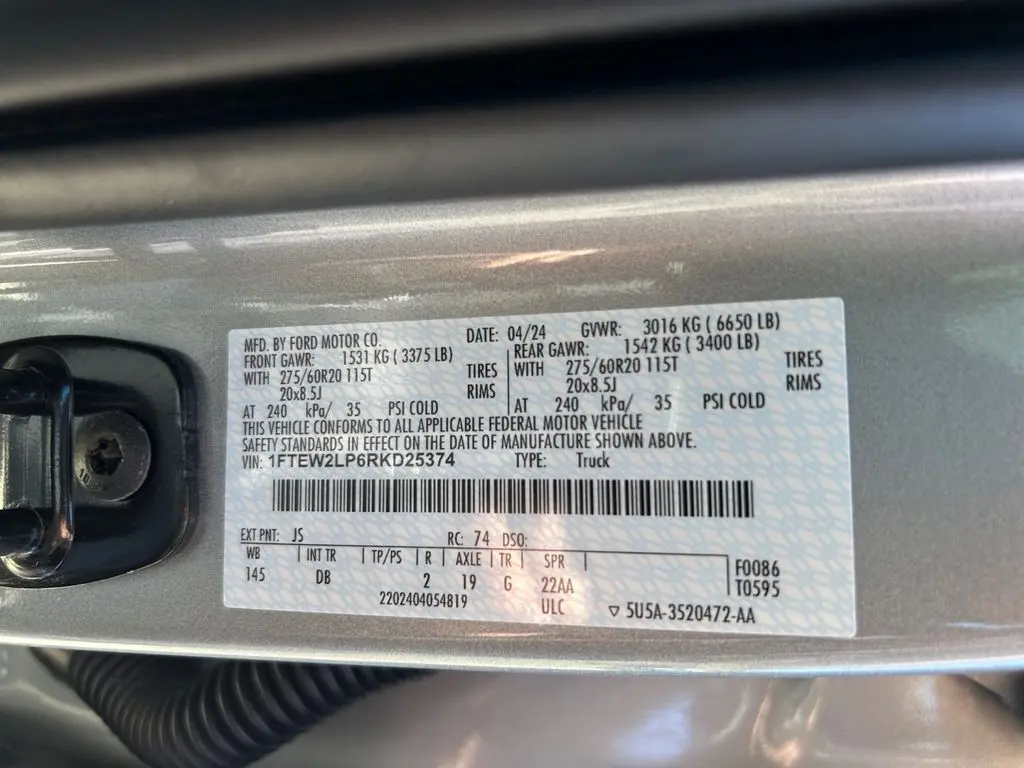 MFD. BY FORD MOTOR CO. DATE: 04/24 GVWR: 3016 KG ( 6650 LB)
FRONT GAWR: 1531 KG ( 3375 LB) REAR GAWR: 1542 KG ( 3400 LB)
WITH 275/60R20 115T TIRES WITH 275/60R20 115T TIRES
20x8.5J RIMS 20x8.5J RIMS
AT 240 kPa/ 35 PSI COLD AT 240 kPa/ 35 PSI COLD
THIS VEHICLE CONFORMS TO ALL APPLICABLE FEDERAL MOTOR VEHICLE
SAFETY STANDARDS IN EFFECT ON THE DATE OF MANUFACTURE SHOWN ABOVE.
VIN: 1FTEW2LP6RKD25374 TYPE: Truck
EXT PNT: JS RC: 74 DSO:
WB | INT TR | TP/PS | R | AXLE | TR | SPR | F0086
145 DB 2 19 G 22AA T0595
2202404054819 ULC ▽ 5U5A-3520472-AA
10